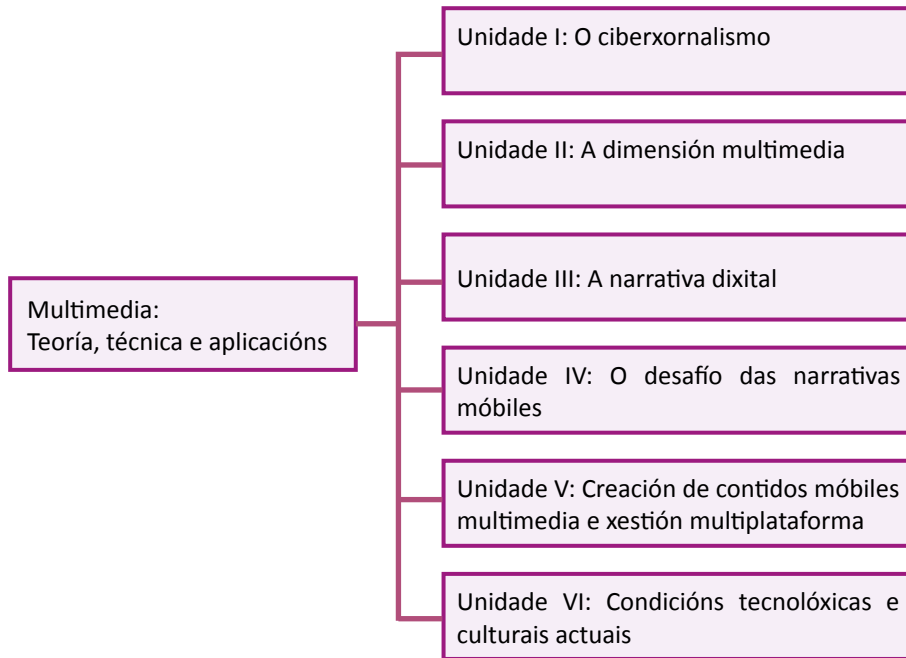 Unidade I: O ciberxornalismo
Unidade II: A dimensión multimedia
Unidade III: A narrativa dixital
Multimedia:
Teoría, técnica e aplicacións
Unidade IV: O desafío das narrativas
móbiles
Unidade V: Creación de contidos móbiles
multimedia e xestión multiplataforma
Unidade VI: Condicións tecnolóxicas e
culturais actuais